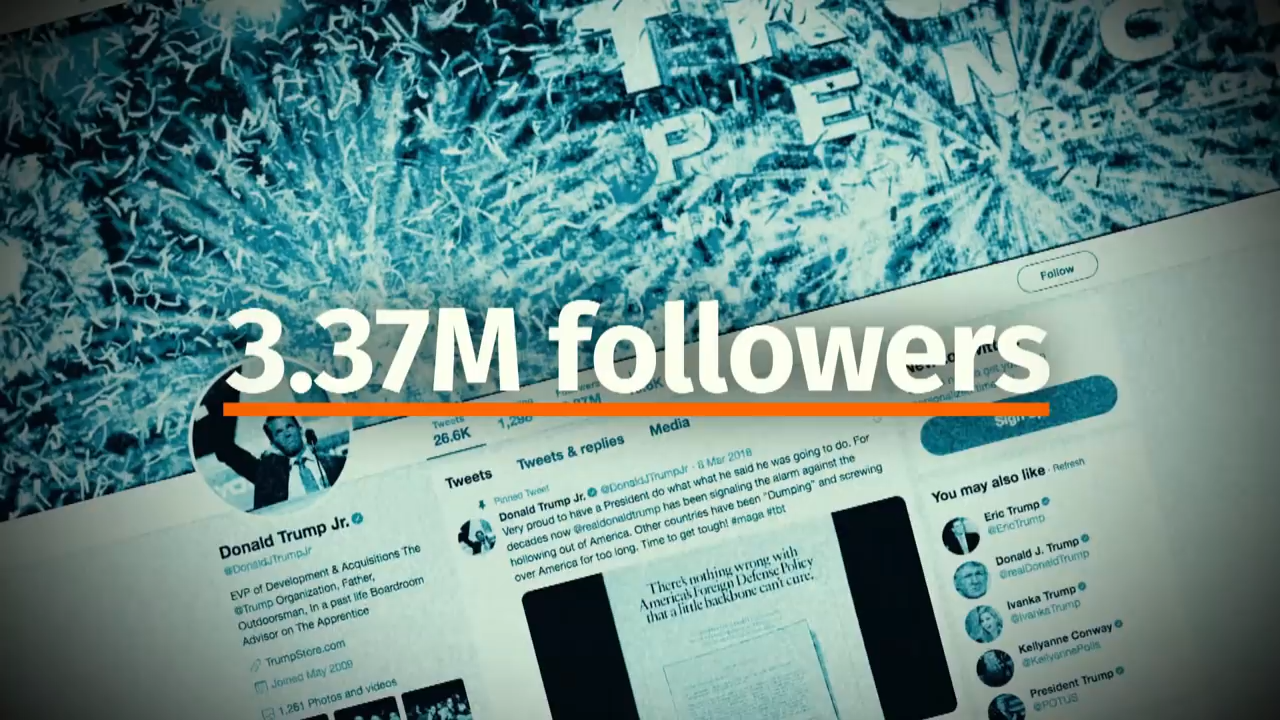 TR
PENC
Follow
3.37M followers
Tweets
26.6K
Tweets
Tweets & replies
Media
Pinned Tweet
Donald Trump Jr. @DonaldJTrumpJr · 8 Mar 2018
Very proud to have a President do what what he said he was going to do. For
decades now @realdonaldtrump has been signaling the alarm against the
hollowing out of America. Other countries have been "Dumping" and screwing
over America for too long. Time to get tough! #maga #tbt
There's nothing wrong with
America's Foreign Defense Policy
that a little backbone can't cure.
Donald Trump Jr.
@DonaldJTrumpJr
EVP of Development & Acquisitions The
@Trump Organization, Father,
Outdoorsman, In a past life Boardroom
Advisor on The Apprentice
TrumpStore.com
Joined May 2009
1,261 Photos and videos
You may also like · Refresh
Eric Trump
@EricTrump
Donald J. Trump
@realDonaldTrump
Ivanka Trump
@IvankaTrump
Kellyanne Conway
@KellyannePolls
President Trump
@POTUS